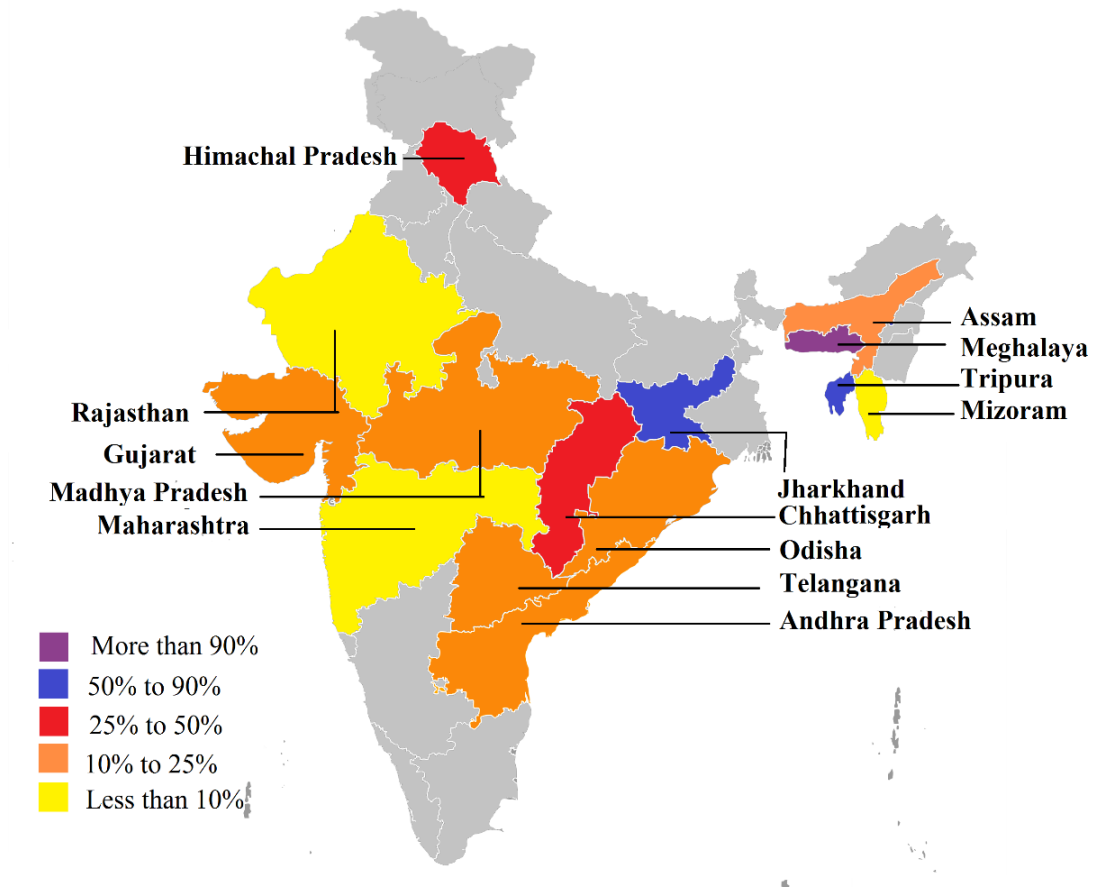 Himachal Pradesh
Assam
Meghalaya
Tripura
Mizoram
Rajasthan
Gujarat
Madhya Pradesh
Maharashtra
Jharkhand
Chhattisgarh
Odisha
Telangana
Andhra Pradesh
More than 90%
50% to 90%
25% to 50%
10% to 25%
Less than 10%